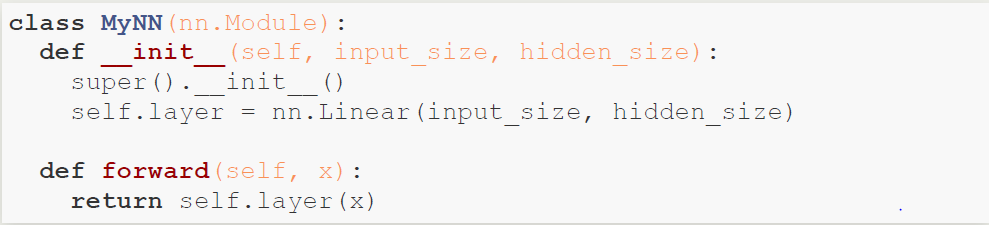 class MyNN(nn.Module):
  def __init__(self, input_size, hidden_size):
    super().__init__()
    self.layer = nn.Linear(input_size, hidden_size)

  def forward(self, x):
    return self.layer(x)